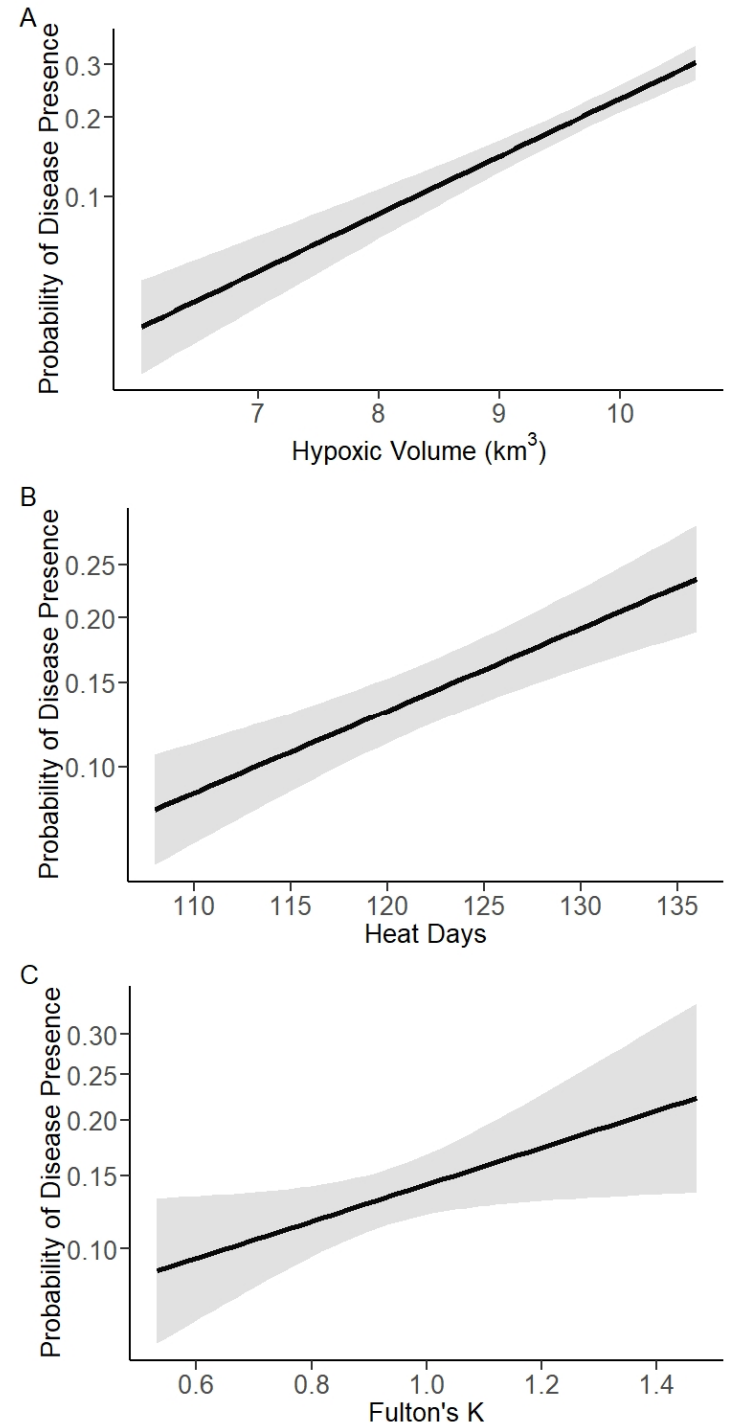 A
Probability of Disease Presence
0.3
0.2
0.1
7 8 9 10
Hypoxic Volume (km³)
B
Probability of Disease Presence
0.25
0.20
0.15
0.10
110 115 120 125 130 135
Heat Days
C
Probability of Disease Presence
0.30
0.25
0.20
0.15
0.10
0.6 0.8 1.0 1.2 1.4
Fulton's K